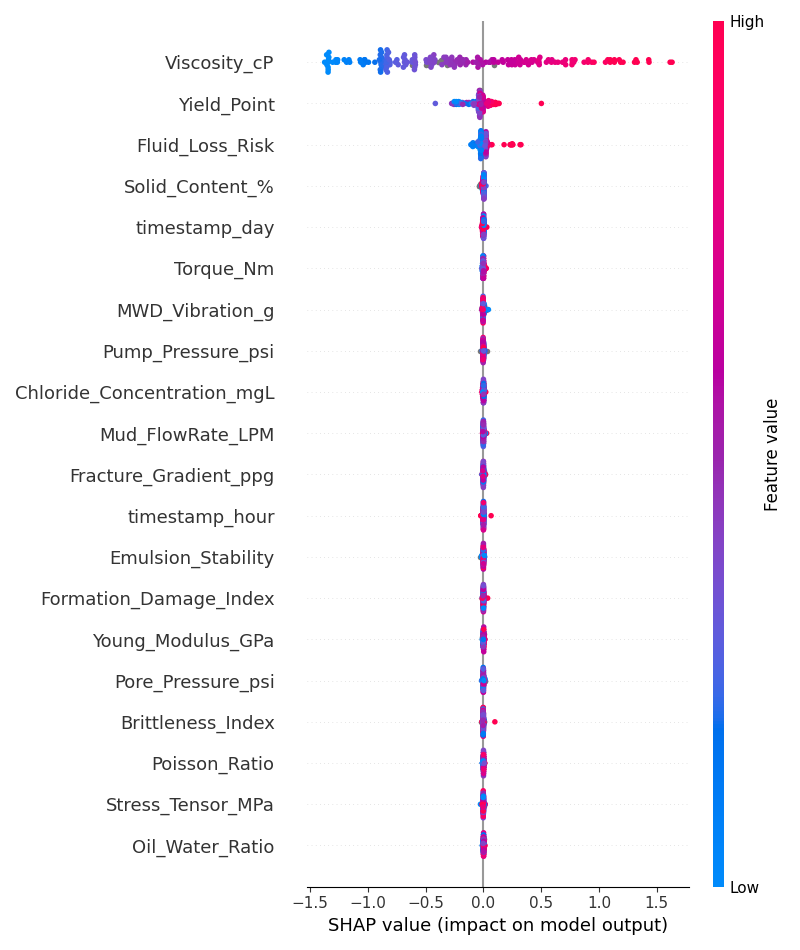 High
Viscosity_cP
Yield_Point
Fluid_Loss_Risk
Solid_Content_%
timestamp_day
Torque_Nm
MWD_Vibration_g
Pump_Pressure_psi
Chloride_Concentration_mgL
Mud_FlowRate_LPM
Fracture_Gradient_ppg
timestamp_hour
Emulsion_Stability
Formation_Damage_Index
Young_Modulus_GPa
Pore_Pressure_psi
Brittleness_Index
Poisson_Ratio
Stress_Tensor_MPa
Oil_Water_Ratio
Feature value
Low
−1.5 −1.0 −0.5 0.0 0.5 1.0 1.5
SHAP value (impact on model output)